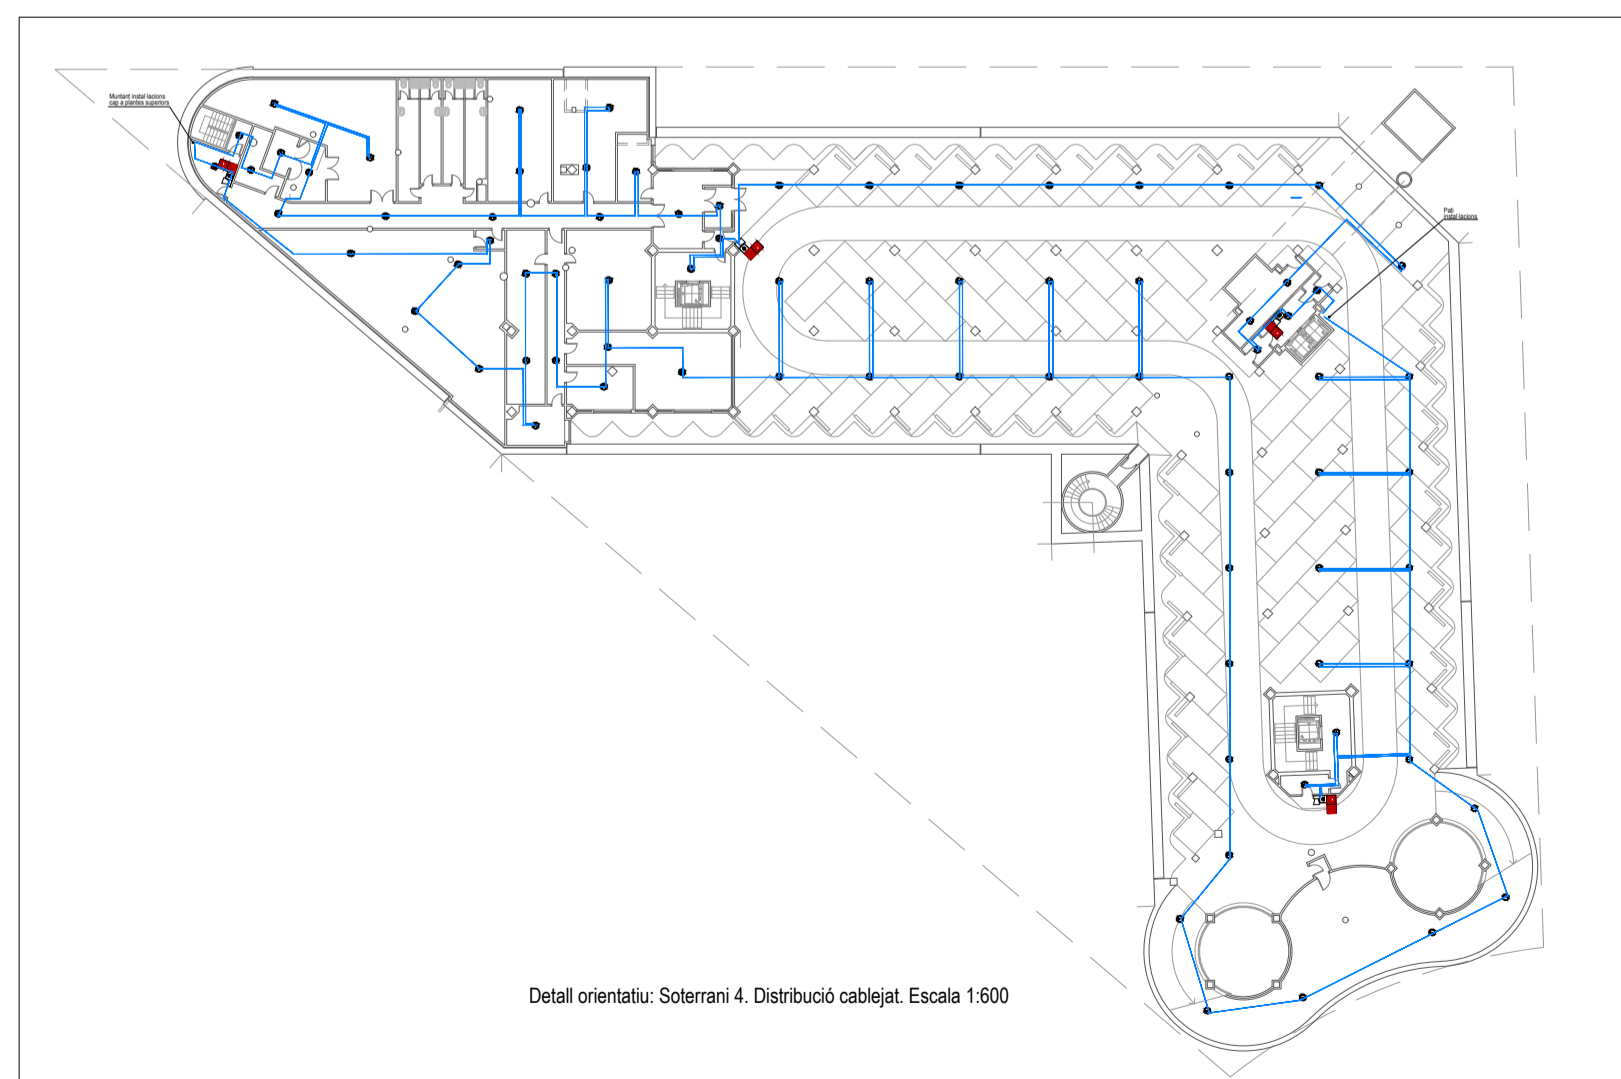 Muntant instal·lacions
cap a plantes superiors
Pati
instal·lacions
Detall orientatiu: Soterrani 4. Distribució cablejat. Escala 1:600